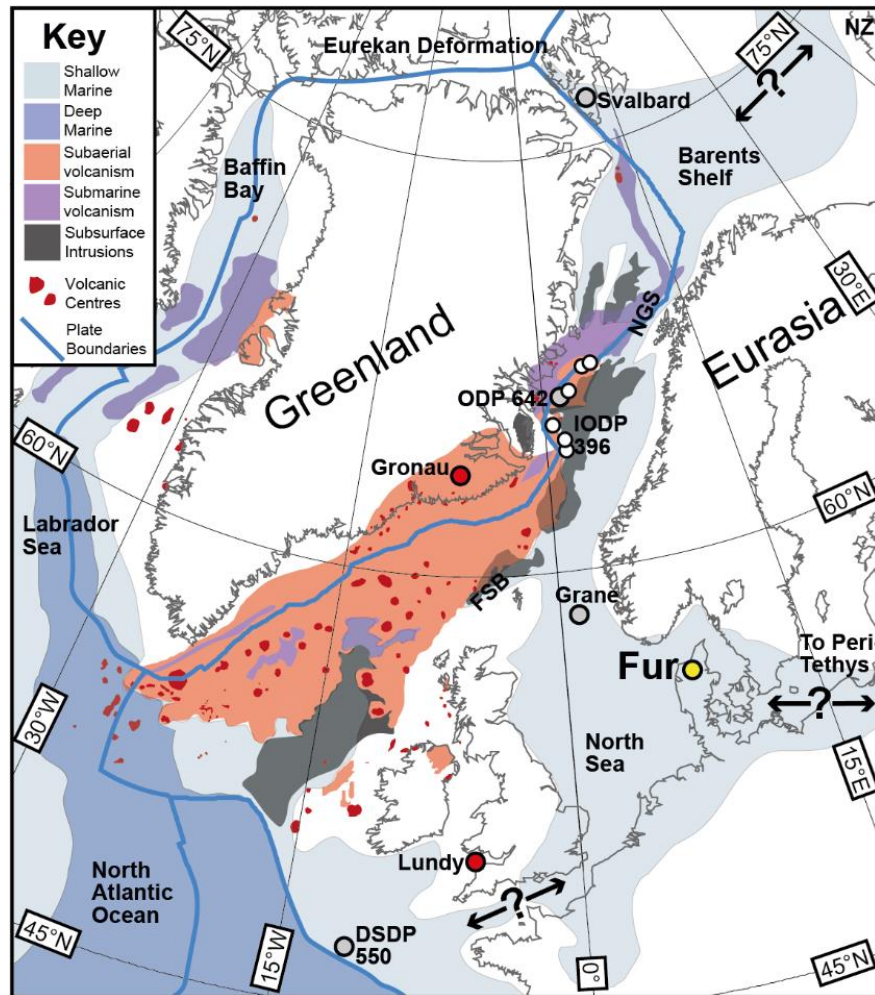 Key
Shallow
Marine
Deep
Marine
Subaerial
volcanism
Submarine
volcanism
Subsurface
Intrusions
Volcanic
Centres
Plate
Boundaries
75°N
Eurekan Deformation
75°N
NZ
?
Svalbard
Barents
Shelf
Baffin
Bay
30°E
Greenland
NGS
Eurasia
ODP 642
IODP
396
60°N
Gronau
60°N
Labrador
Sea
FSB
Grane
Fur
To Peri
Tethys
?
30°W
North
Sea
15°E
Lundy
North
Atlantic
Ocean
?
DSDP
550
45°N
15°W
0°
45°N